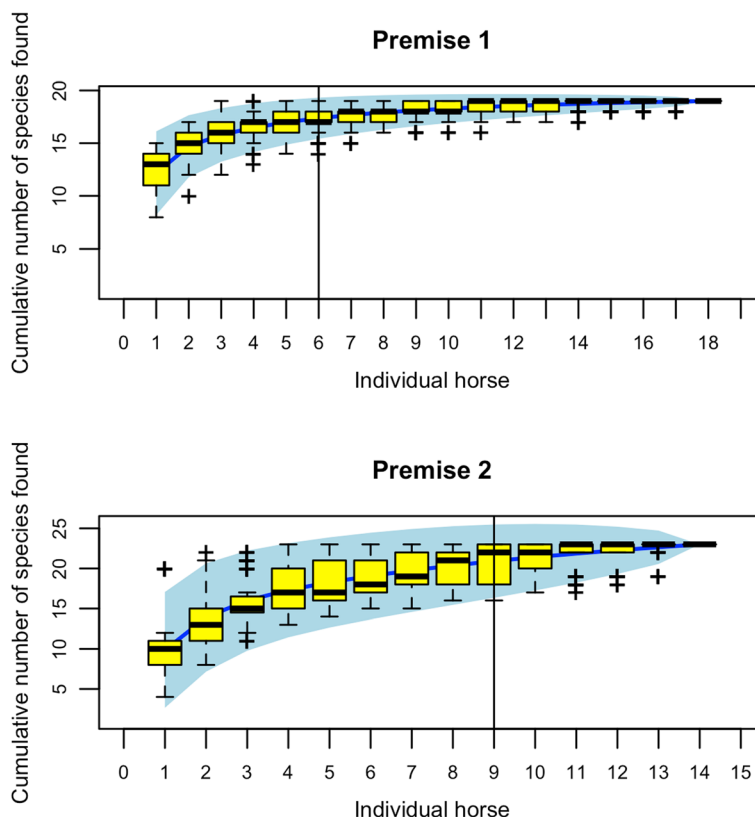 Premise 1
Cumulative number of species found
20
15
10
5
0 1 2 3 4 5 6 7 8 9 10 12 14 16 18
Individual horse
Premise 2
Cumulative number of species found
25
20
15
10
5
0 1 2 3 4 5 6 7 8 9 10 11 12 13 14 15
Individual horse